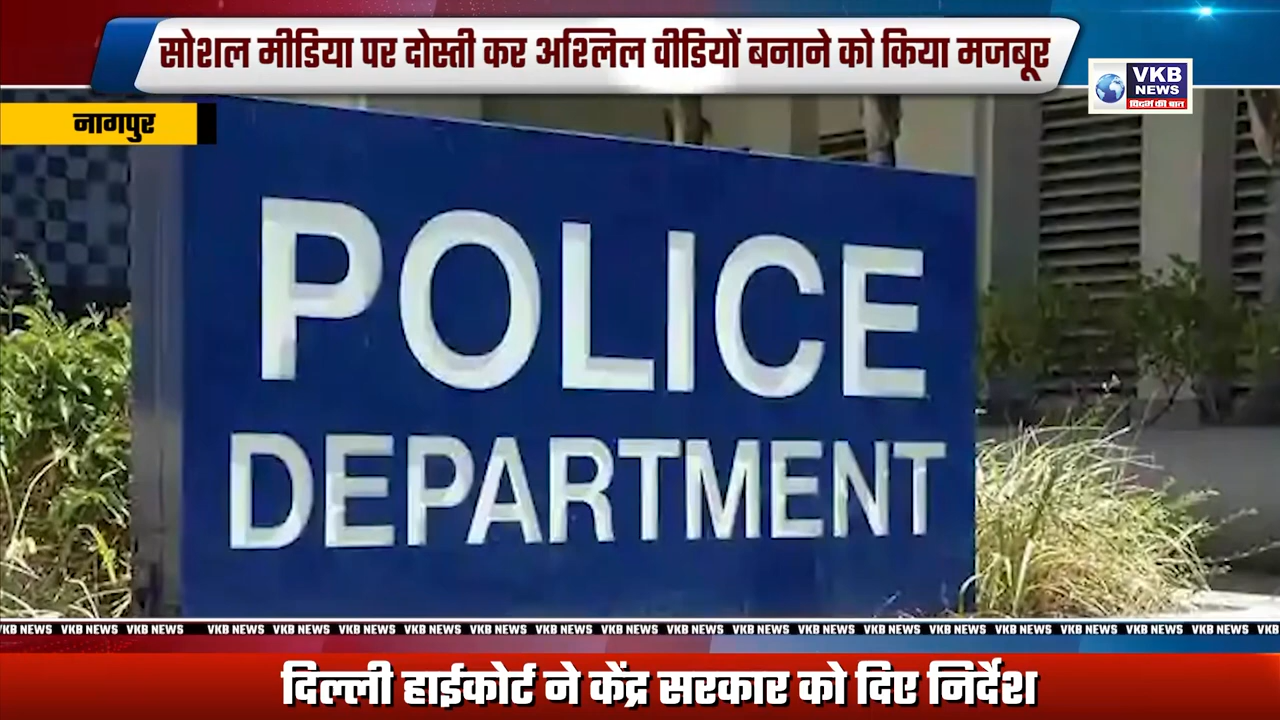 सोशल मीडिया पर दोस्ती कर अश्लिल वीडियों बनाने को किया मजबूर
VKB
NEWS
विदर्भ की बात
नागपुर
POLICE
DEPARTMENT
VKB NEWS VKB NEWS VKB NEWS VKB NEWS VKB NEWS VKB NEWS VKB NEWS VKB NEWS VKB NEWS VKB NEWS VKB NEWS VKB NEWS VKB NEWS VKB NEWS VKB NEWS VKB NEWS VKB NEWS VKB NEWS VKB NEWS
दिल्ली हाईकोर्ट ने केंद्र सरकार को दिए निर्देश